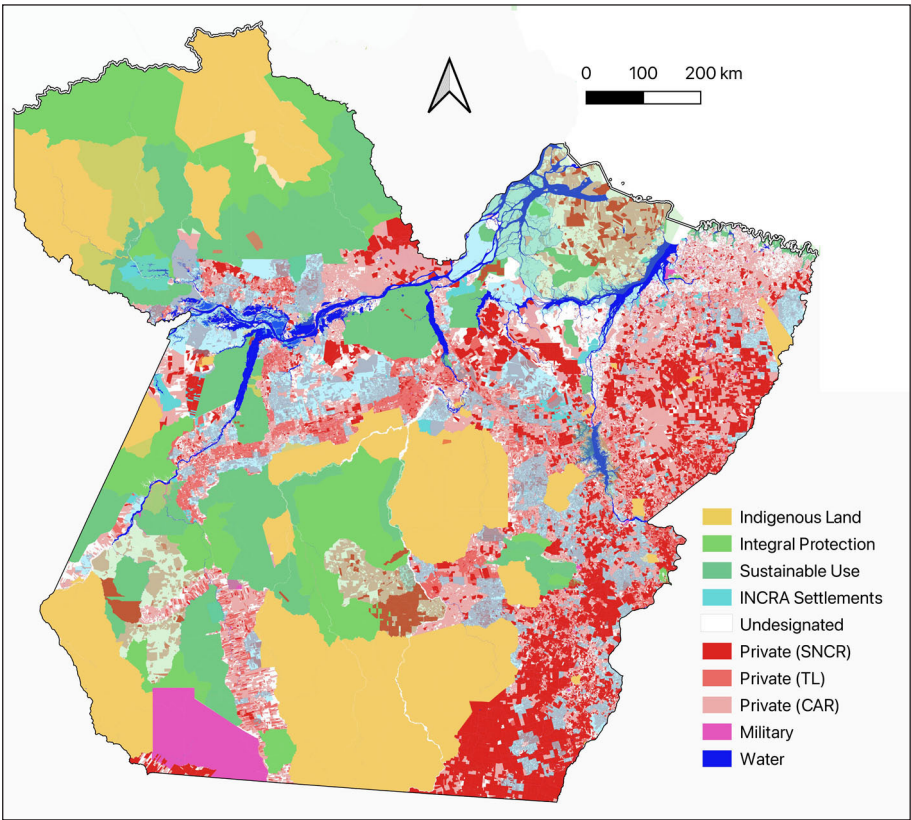 0 100 200 km
Indigenous Land
Integral Protection
Sustainable Use
INCRA Settlements
Undesignated
Private (SNCR)
Private (TL)
Private (CAR)
Military
Water